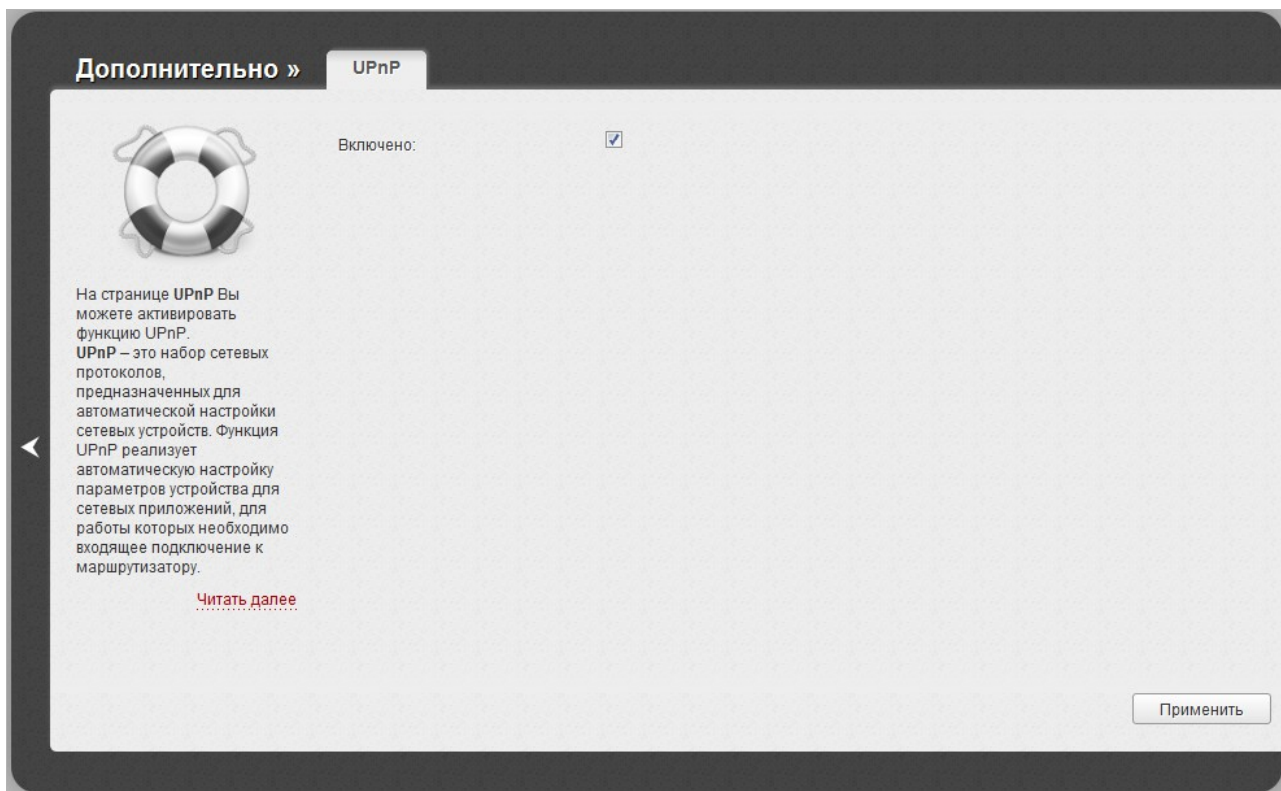 Дополнительно »
UPnP
Включено:
На странице UPnP Вы
можете активировать
функцию UPnP.
UPnP – это набор сетевых
протоколов,
предназначенных для
автоматической настройки
сетевых устройств. Функция
UPnP реализует
автоматическую настройку
параметров устройства для
сетевых приложений, для
работы которых необходимо
входящее подключение к
маршрутизатору.
Читать далее
Применить